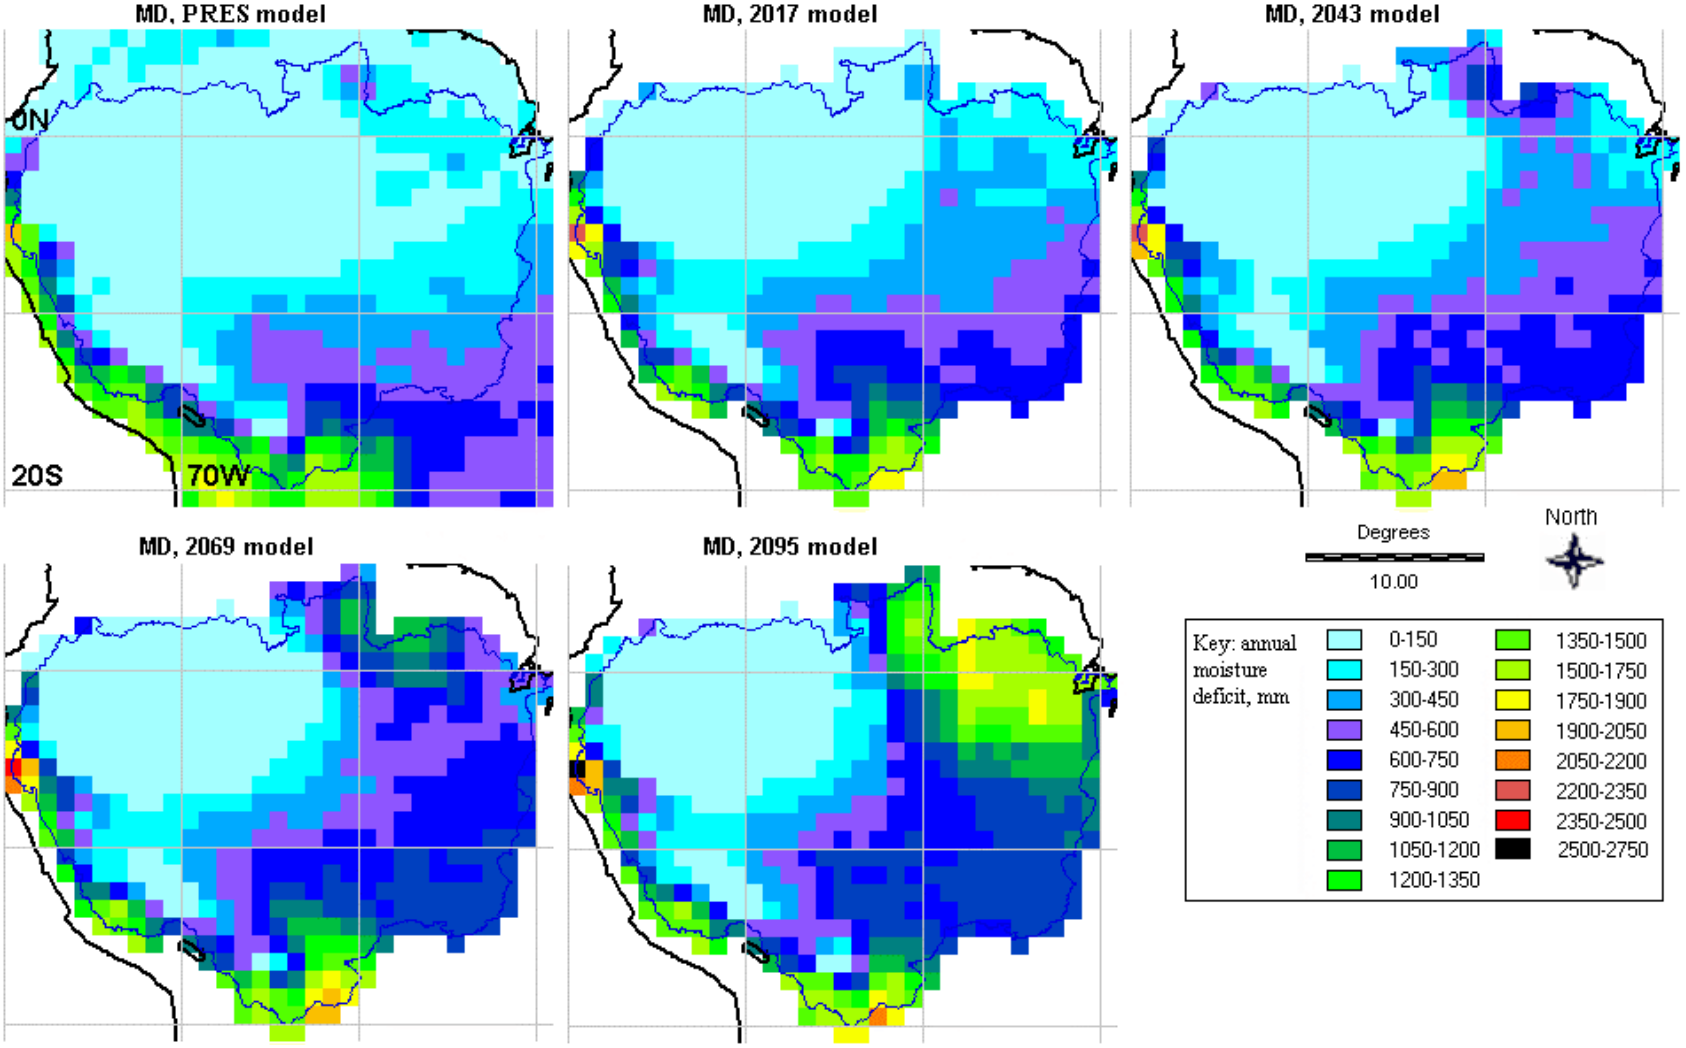 MD, PRES model
MD, 2017 model
MD, 2043 model
0N
20S
70W
MD, 2069 model
MD, 2095 model
Degrees
10.00
North
Key: annual
moisture
deficit, mm
0-150
150-300
300-450
450-600
600-750
750-900
900-1050
1050-1200
1200-1350
1350-1500
1500-1750
1750-1900
1900-2050
2050-2200
2200-2350
2350-2500
2500-2750